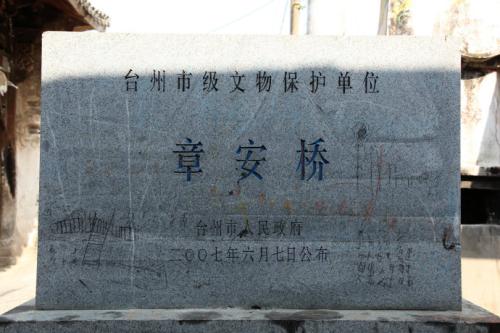 台州市级文物保护单位
章安桥
台州市人民政府
二〇〇七年六月七日公布